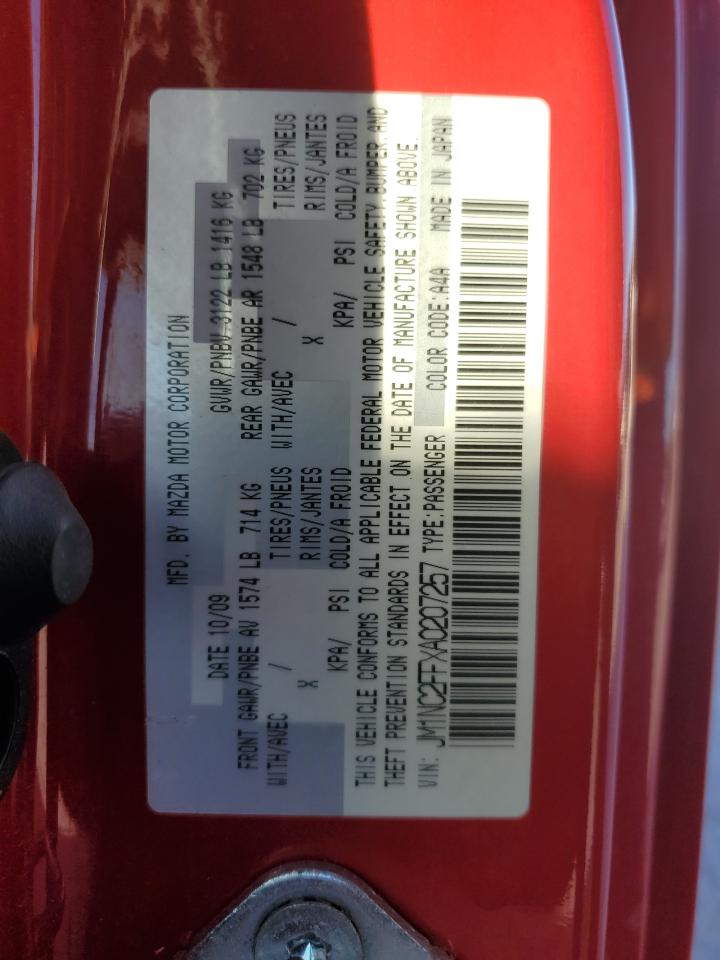 MFD. BY MAZDA MOTOR CORPORATION
DATE 10/09 GVWR/PNBV 3122 LB 1416 KG
FRONT GAWR/PNBE AV 1574 LB 714 KG REAR GAWR/PNBE AR 1548 LB 702 KG
WITH/AVEC / TIRES/PNEUS WITH/AVEC / TIRES/PNEUS
X RIMS/JANTES X RIMS/JANTES
KPA/ PSI COLD/A FROID KPA/ PSI COLD/A FROID
THIS VEHICLE CONFORMS TO ALL APPLICABLE FEDERAL MOTOR VEHICLE SAFETY,BUMPER,AND
THEFT PREVENTION STANDARDS IN EFFECT ON THE DATE OF MANUFACTURE SHOWN ABOVE.
VIN: JM1NC2FFXA0207257 TYPE:PASSENGER COLOR CODE:A4A MADE IN JAPAN